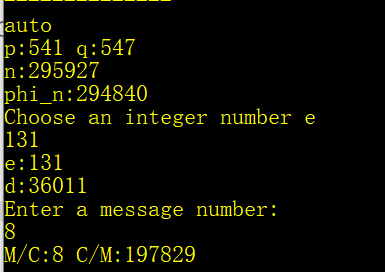 auto
p:541 q:547
n:295927
phi_n:294840
Choose an integer number e
131
e:131
d:36011
Enter a message number:
8
M/C:8 C/M:197829